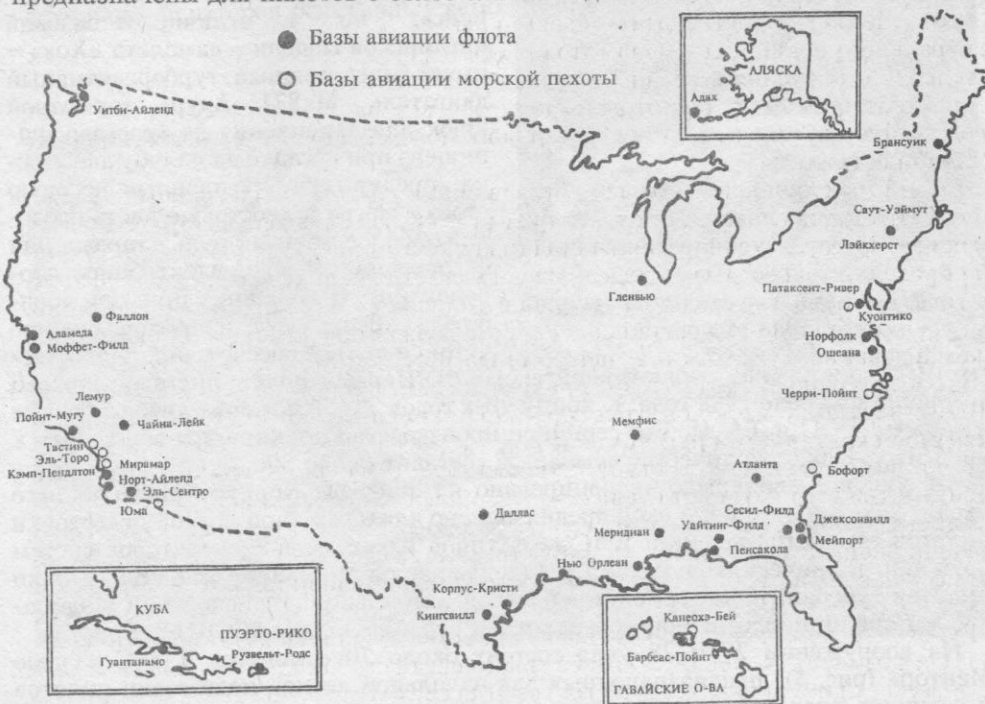 ● Базы авиации флота
○ Базы авиации морской пехоты
АЛЯСКА
Адак
Уитби-Айленд
Брансуик
Саут-Уэймут
Лэйкхерст
Гленвью
Патаксент-Ривер
Куонтико
Норфолк
Ошеана
Черри-Пойнт
Фаллон
Аламеда
Моффет-Филд
Лемур
Пойнт-Мугу
Чайна-Лейк
Тастин
Эль-Торо
Мирамар
Кэмп-Пендлтон
Норт-Айленд
Эль-Сентро
Юма
Мемфис
Атланта
Бофорт
Даллас
Сесил-Филд
Джексонвилл
Меридиан
Уайтинг-Филд
Мейпорт
Пенсакола
Нью Орлеан
Корпус-Кристи
Кингсвилл
КУБА
ПУЭРТО-РИКО
Гуантанамо
Рузвельт-Родс
Канеохэ-Бей
Барбеас-Пойнт
ГАВАЙСКИЕ О-ВА